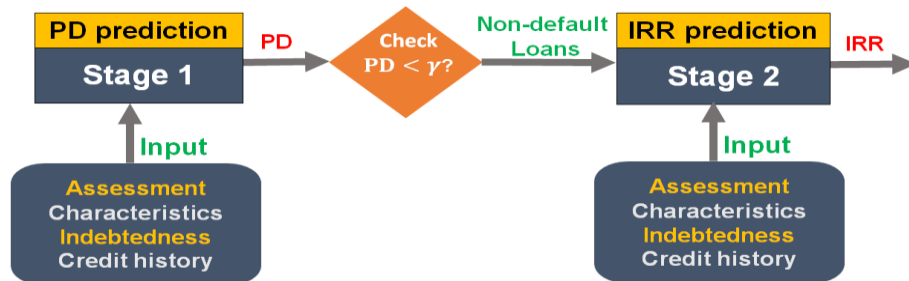 PD prediction
Stage 1
PD
Check
PD < γ?
Non-default
Loans
IRR prediction
Stage 2
IRR
Input
Assessment
Characteristics
Indebtedness
Credit history
Input
Assessment
Characteristics
Indebtedness
Credit history